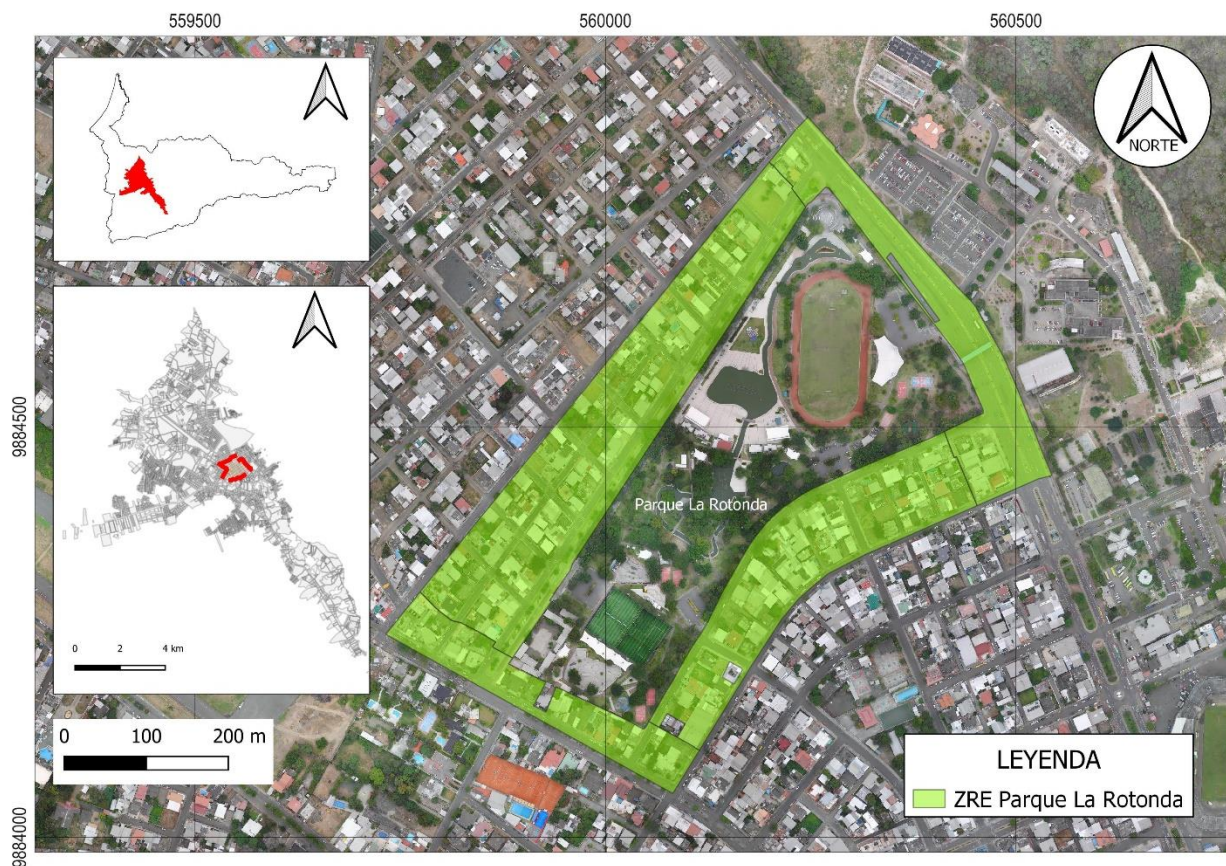 559500
560000
560500
NORTE
9884500
Parque La Rotonda
0 2 4 km
0 100 200 m
LEYENDA
ZRE Parque La Rotonda
9884000